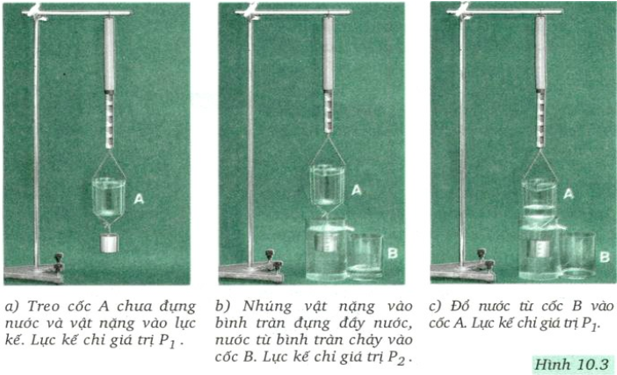 A
A
B
A
B
a) Treo cốc A chưa đựng
nước và vật nặng vào lực
kế. Lực kế chỉ giá trị P1 .
b) Nhúng vật nặng vào
bình tràn đựng đầy nước,
nước từ bình tràn chảy vào
cốc B. Lực kế chỉ giá trị P2 .
c) Đổ nước từ cốc B vào
cốc A. Lực kế chỉ giá trị P1.
Hình 10.3